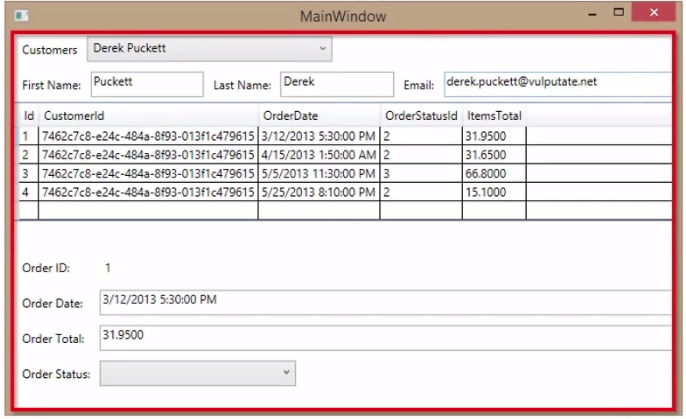 MainWindow
Customers Derek Puckett
First Name: Puckett Last Name: Derek Email: derek.puckett@vulputate.net
Id CustomerId OrderDate OrderStatusId ItemsTotal
1 7462c7c8-e24c-484a-8f93-013f1c479615 3/12/2013 5:30:00 PM 2 31.9500
2 7462c7c8-e24c-484a-8f93-013f1c479615 4/15/2013 1:50:00 AM 2 31.6500
3 7462c7c8-e24c-484a-8f93-013f1c479615 5/5/2013 11:30:00 PM 3 66.8000
4 7462c7c8-e24c-484a-8f93-013f1c479615 5/25/2013 8:10:00 PM 2 15.1000
Order ID: 1
Order Date: 3/12/2013 5:30:00 PM
Order Total: 31.9500
Order Status: